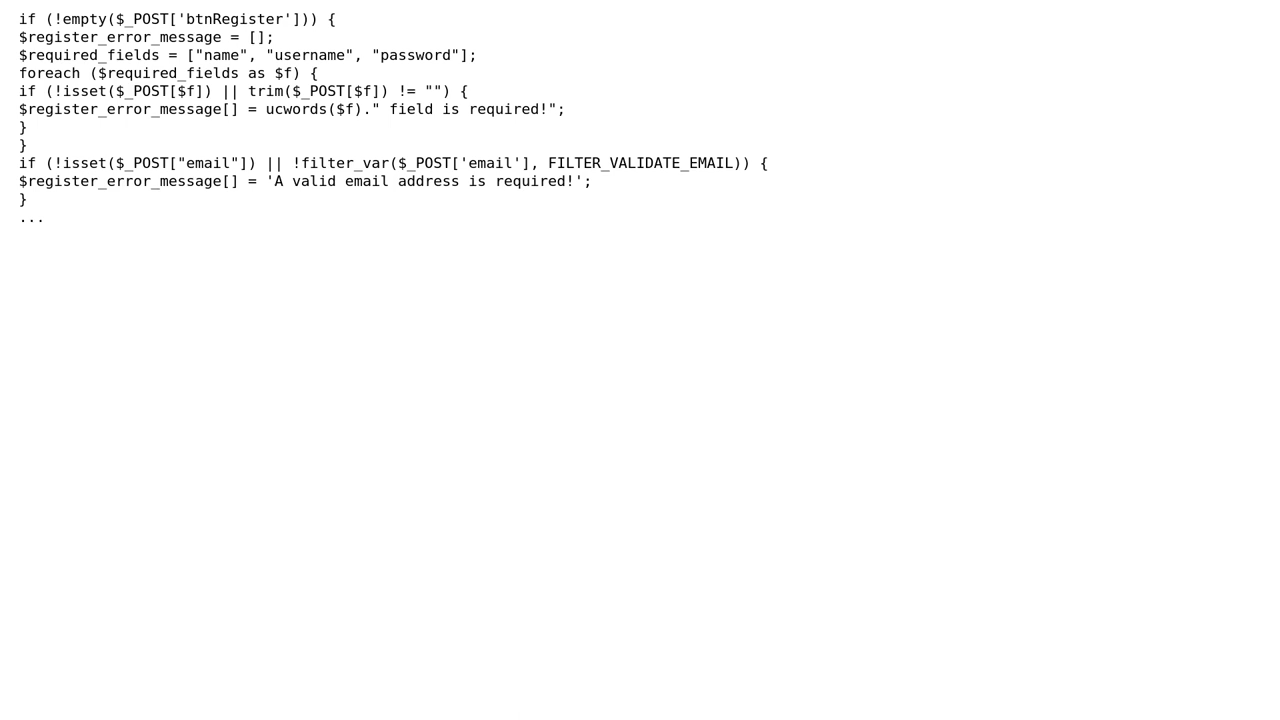 if (!empty($_POST['btnRegister'])) {
$register_error_message = [];
$required_fields = ["name", "username", "password"];
foreach ($required_fields as $f) {
if (!isset($_POST[$f]) || trim($_POST[$f]) != "") {
$register_error_message[] = ucwords($f)." field is required!";
}
}
if (!isset($_POST["email"]) || !filter_var($_POST['email'], FILTER_VALIDATE_EMAIL)) {
$register_error_message[] = 'A valid email address is required!';
}
...